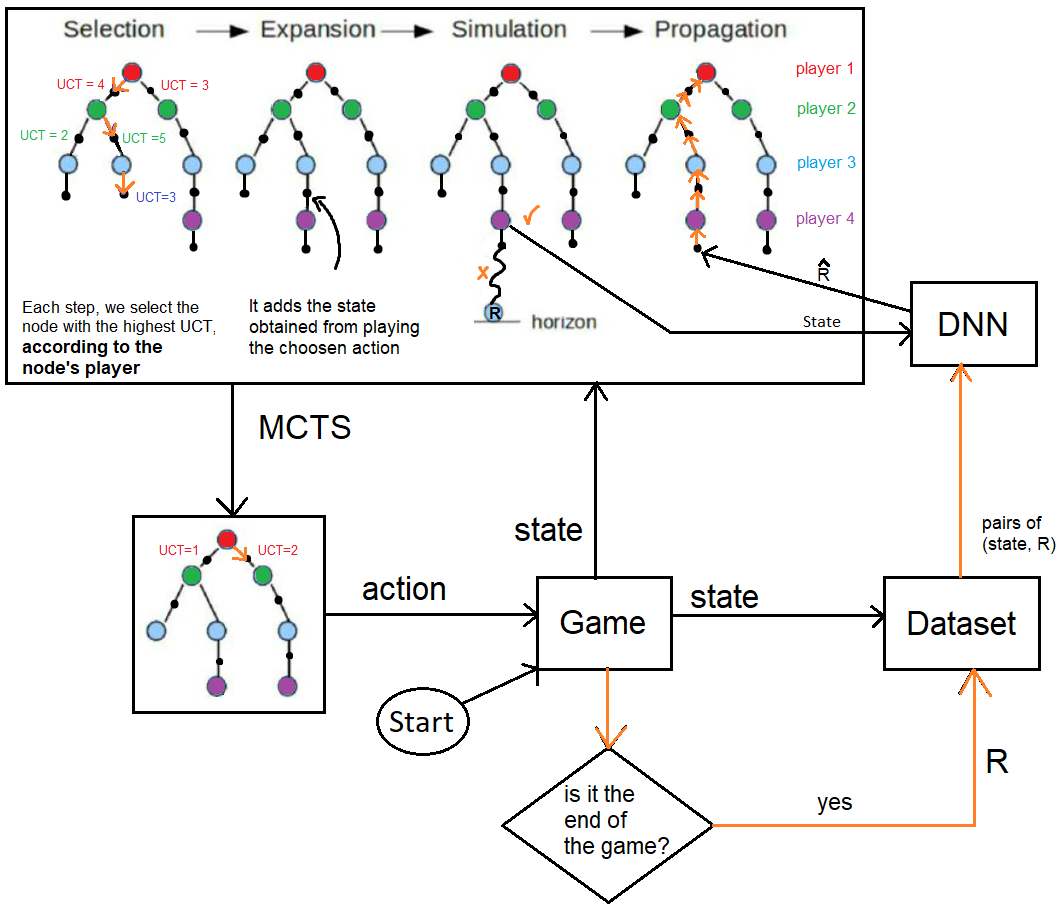 Selection
Expansion
Simulation
Propagation
UCT = 4
UCT = 3
UCT = 2
UCT =5
UCT=3
player 1
player 2
player 3
player 4
R
horizon
R̂
State
DNN
Each step, we select the
node with the highest UCT,
according to the
node's player
It adds the state
obtained from playing
the choosen action
MCTS
UCT=1
UCT=2
action
state
Game
state
Dataset
pairs of
(state, R)
Start
is it the
end of
the game?
yes
R